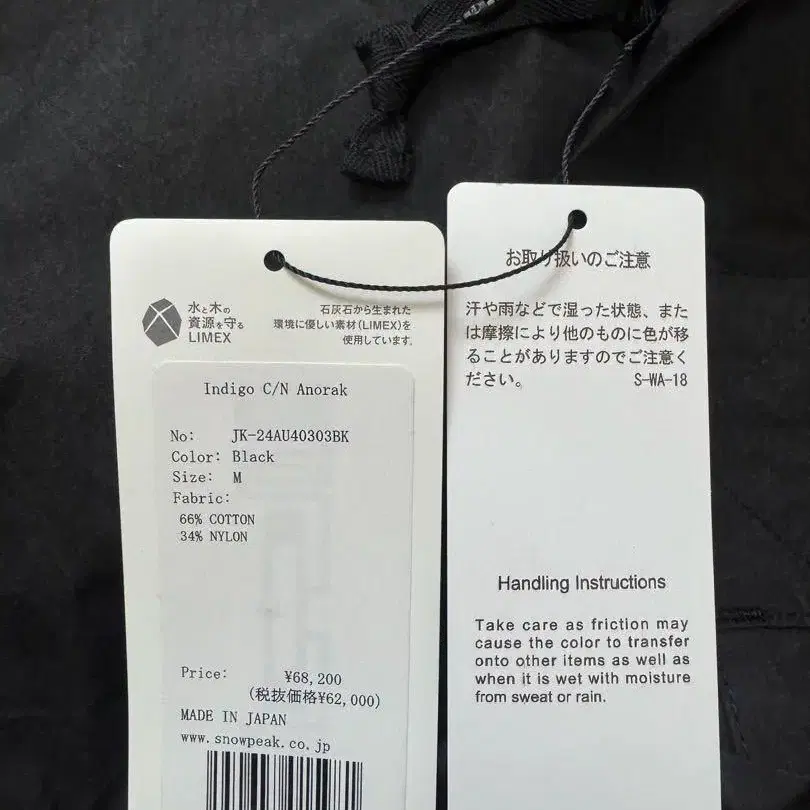 水と木の
資源を守る
LIMEX
石灰石から生まれた
環境に優しい素材(LIMEX)を
使用しています。
Indigo C/N Anorak
No: JK-24AU40303BK
Color: Black
Size: M
Fabric:
66% COTTON
34% NYLON
Price: ¥68,200
(税抜価格¥62,000)
MADE IN JAPAN
www.snowpeak.co.jp
お取り扱いのご注意
汗や雨などで湿った状態、また
は摩擦により他のものに色が移
ることがありますのでご注意く
ださい。 S-WA-18
Handling Instructions
Take care as friction may
cause the color to transfer
onto other items as well as
when it is wet with moisture
from sweat or rain.